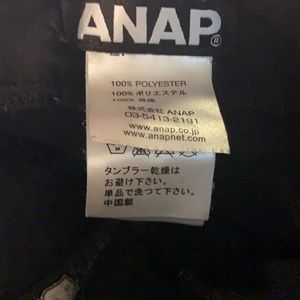 ANAP®
100% POLYESTER
100% ポリエステル
株式会社 ANAP
03-5413-2191
www.anap.co.jp
www.anapnet.com
タンブラー乾燥は
お避け下さい。
単品で洗つて下さい。
中国製